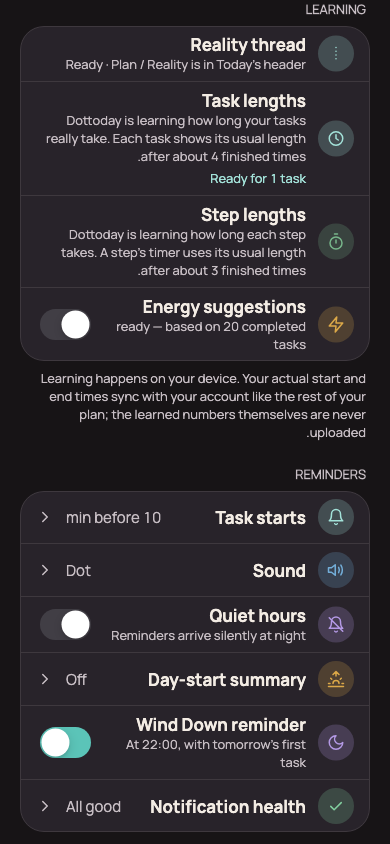 LEARNING
Reality thread
Ready · Plan / Reality is in Today's header
Task lengths
Dottoday is learning how long your tasks
really take. Each task shows its usual length
.after about 4 finished times
Ready for 1 task
Step lengths
Dottoday is learning how long each step
takes. A step's timer uses its usual length
.after about 3 finished times
Energy suggestions
ready — based on 20 completed
tasks
Learning happens on your device. Your actual start and
end times sync with your account like the rest of your
plan; the learned numbers themselves are never
.uploaded
REMINDERS
Task starts
min before 10
Sound
Dot
Quiet hours
Reminders arrive silently at night
Day-start summary
Off
Wind Down reminder
At 22:00, with tomorrow's first
task
Notification health
All good